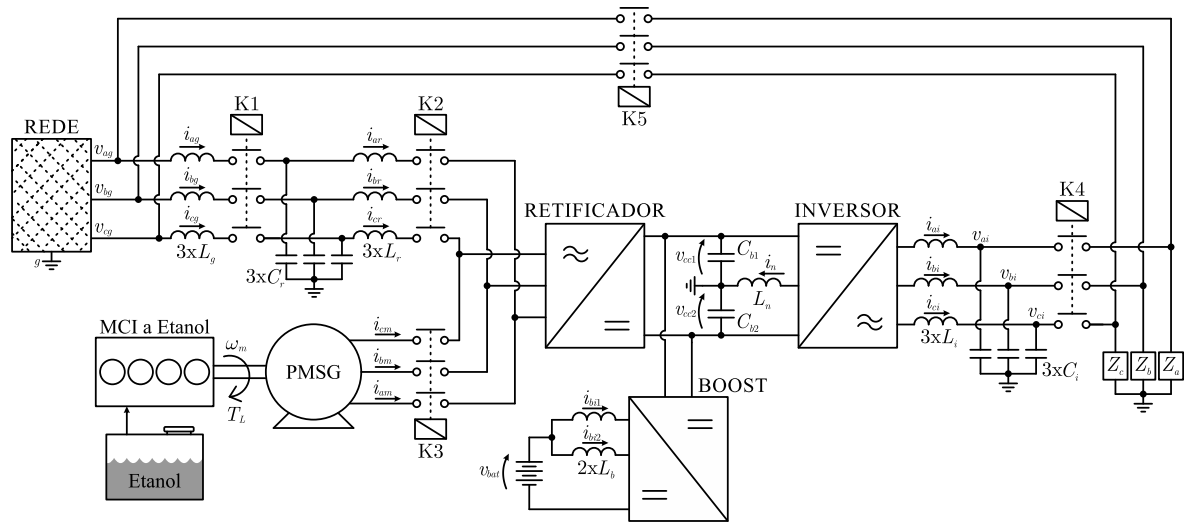 K5
REDE
K1
K2
v_ag
i_ag
i_ar
v_bg
i_bg
i_br
v_cg
i_cg
i_cr
g
3xL_g
3xC_r
3xL_r
RETIFICADOR
INVERSOR
K4
v_cc1
C_b1
i_n
L_n
v_cc2
C_b2
i_ai
v_ai
i_bi
v_bi
i_ci
v_ci
3xL_i
3xC_i
Z_c
Z_b
Z_a
MCI a Etanol
ω_m
T_L
PMSG
i_cm
i_bm
i_am
K3
Etanol
BOOST
i_bi1
i_bi2
2xL_b
v_bat